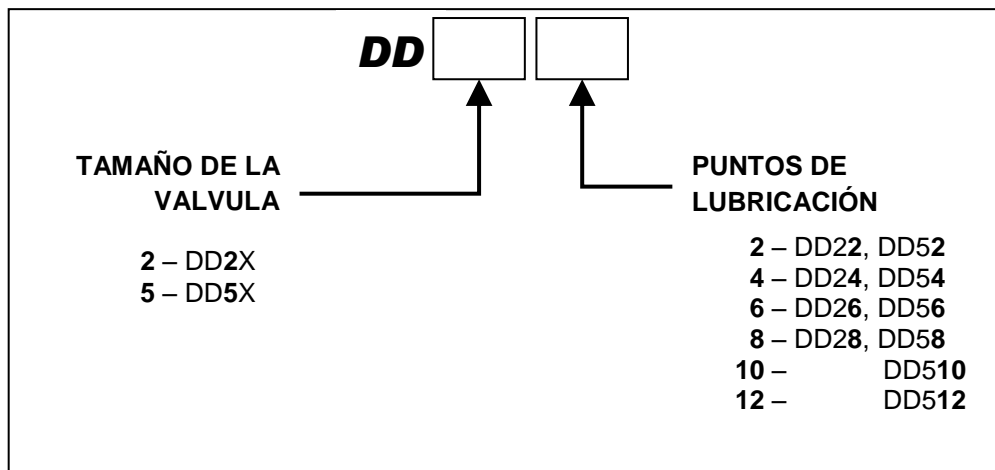 DD
TAMAÑO DE LA
VALVULA
2 – DD2X
5 – DD5X
PUNTOS DE
LUBRICACIÓN
2 – DD22, DD52
4 – DD24, DD54
6 – DD26, DD56
8 – DD28, DD58
10 – DD510
12 – DD512